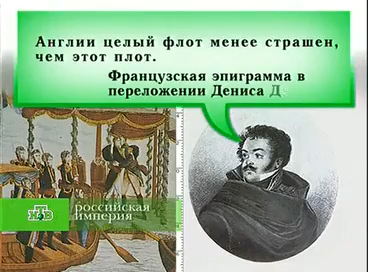 Англии целый флот менее страшен,
чем этот плот.
Французская эпиграмма в
переложении Дениса Д
НТВ
российская
империя